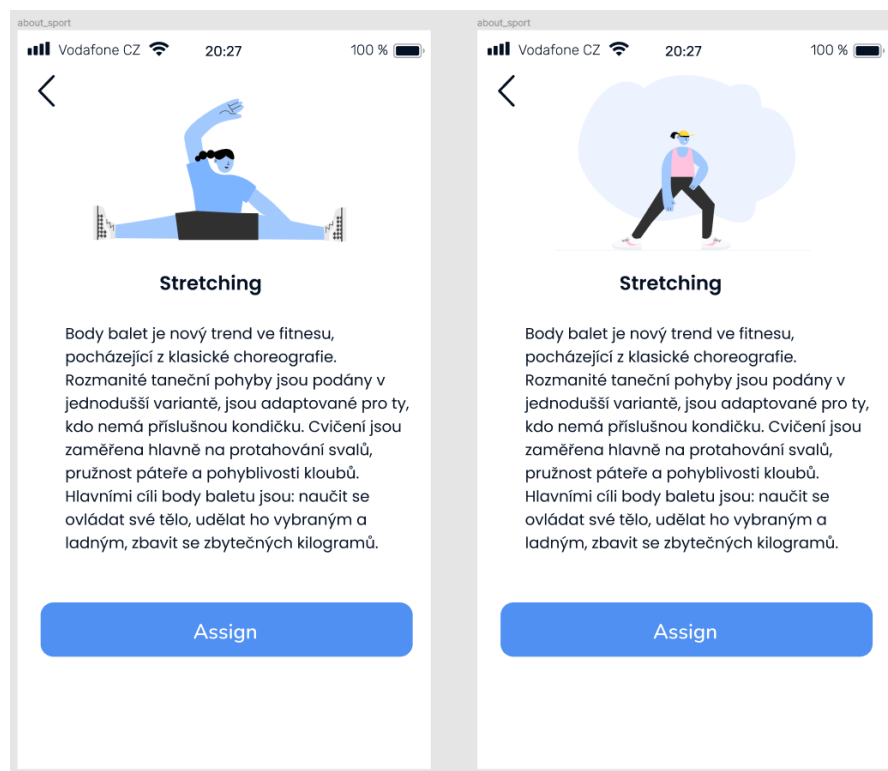 about_sport
Vodafone CZ 20:27 100 %
Stretching
Body balet je nový trend ve fitnesu,
pocházející z klasické choreografie.
Rozmanité taneční pohyby jsou podány v
jednodušší variantě, jsou adaptované pro ty,
kdo nemá příslušnou kondičku. Cvičení jsou
zaměřena hlavně na protahování svalů,
pružnost páteře a pohyblivosti kloubů.
Hlavními cíli body baletu jsou: naučit se
ovládat své tělo, udělat ho vybraným a
ladným, zbavit se zbytečných kilogramů.
Assign
about_sport
Vodafone CZ 20:27 100 %
Stretching
Body balet je nový trend ve fitnesu,
pocházející z klasické choreografie.
Rozmanité taneční pohyby jsou podány v
jednodušší variantě, jsou adaptované pro ty,
kdo nemá příslušnou kondičku. Cvičení jsou
zaměřena hlavně na protahování svalů,
pružnost páteře a pohyblivosti kloubů.
Hlavními cíli body baletu jsou: naučit se
ovládat své tělo, udělat ho vybraným a
ladným, zbavit se zbytečných kilogramů.
Assign